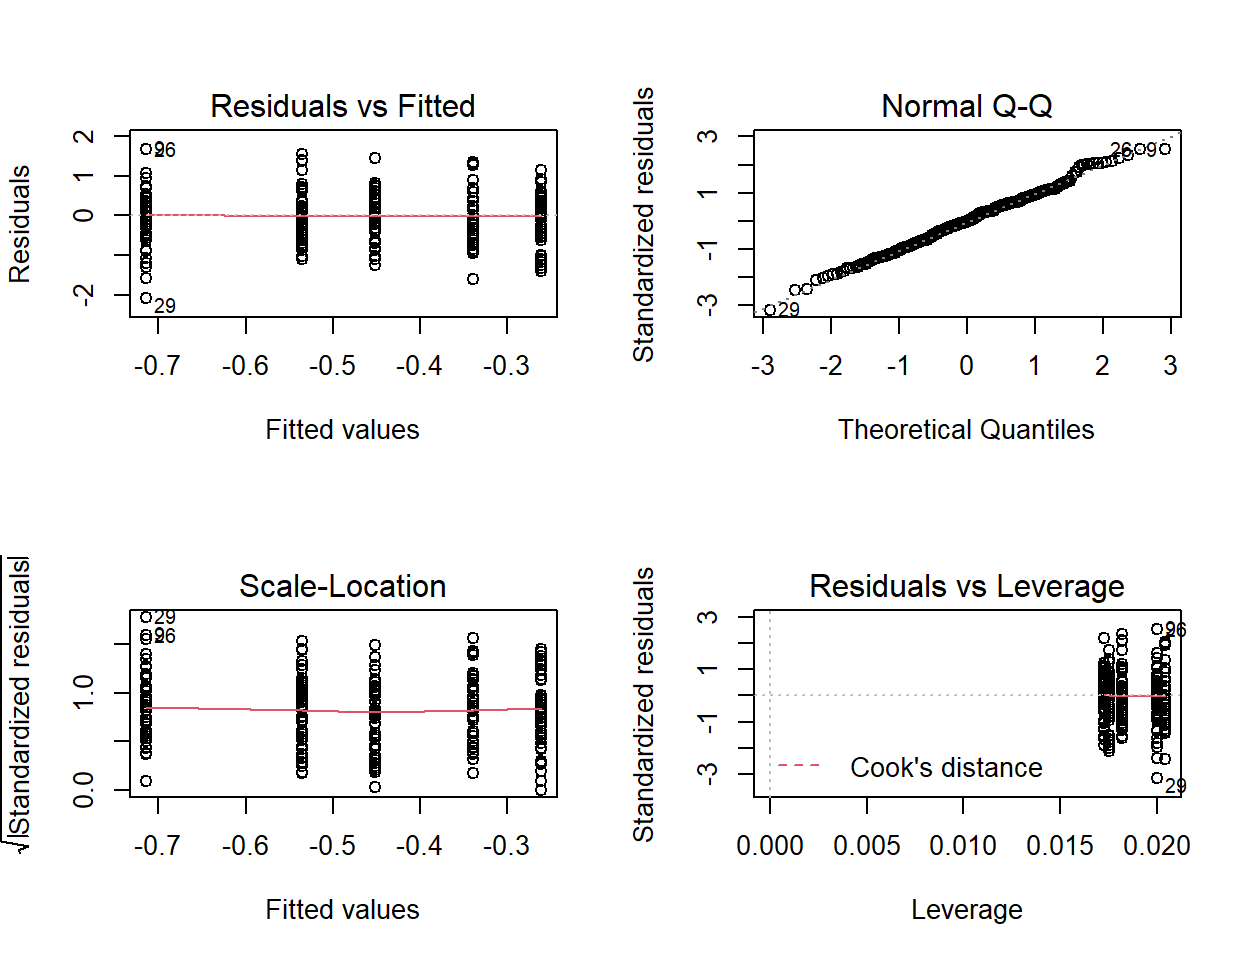 Residuals vs Fitted
Residuals
2
1
0
-2
26
29
-0.7 -0.6 -0.5 -0.4 -0.3
Fitted values
Normal Q-Q
Standardized residuals
3
1
-1
-3
26 9
29
-3 -2 -1 0 1 2 3
Theoretical Quantiles
Scale-Location
√|Standardized residuals|
1.0
0.0
29
26
-0.7 -0.6 -0.5 -0.4 -0.3
Fitted values
Residuals vs Leverage
Standardized residuals
3
1
-1
-3
26
29
Cook's distance
0.000 0.005 0.010 0.015 0.020
Leverage